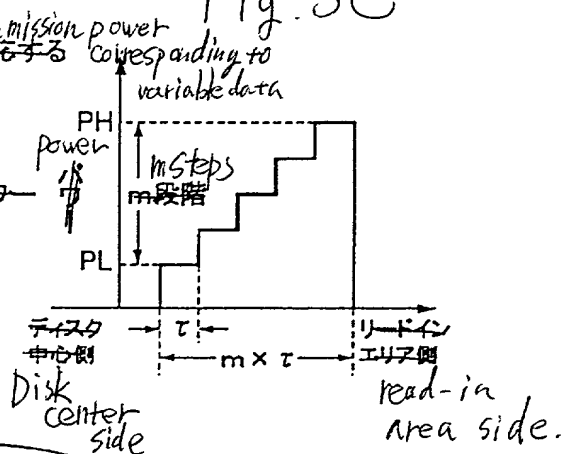 Fig. 3C
mission power
応する corresponding to
variable data
PH
power
m steps
m段階
PL
ディスク
中心側
τ
m × τ
リードイン
エリア側
Disk
center
side
read-in
area side.